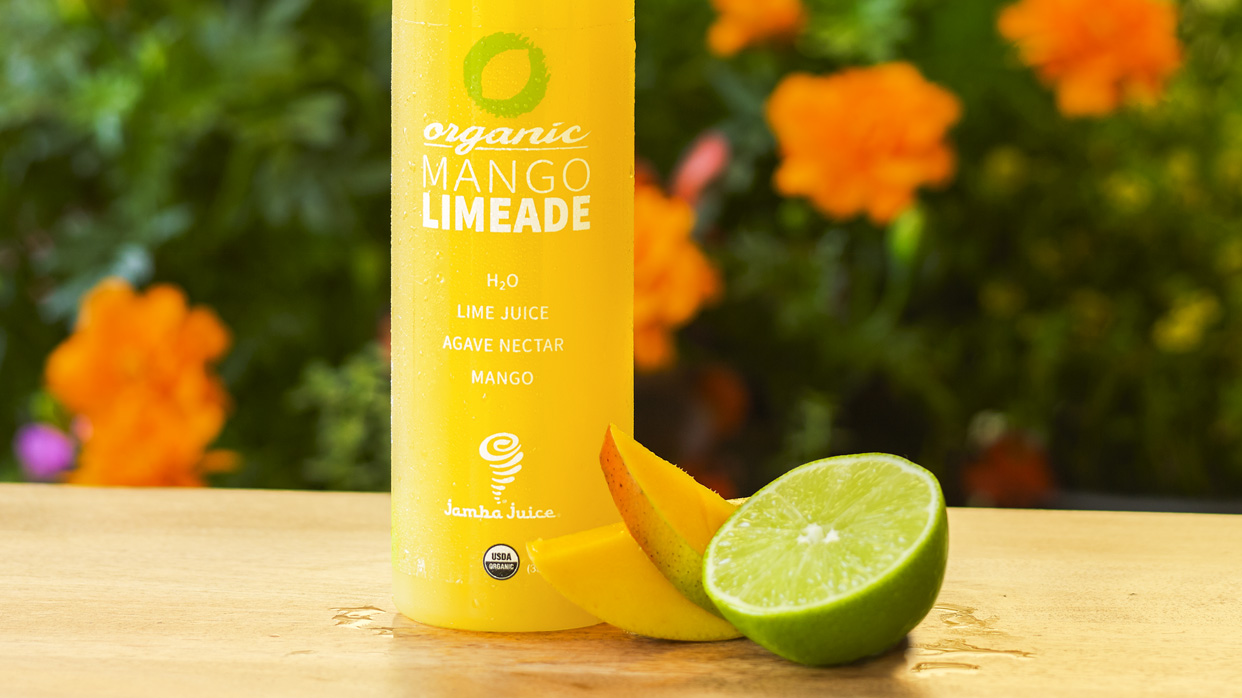 organic
MANGO
LIMEADE
H₂O
LIME JUICE
AGAVE NECTAR
MANGO
Jamba Juice
USDA
ORGANIC